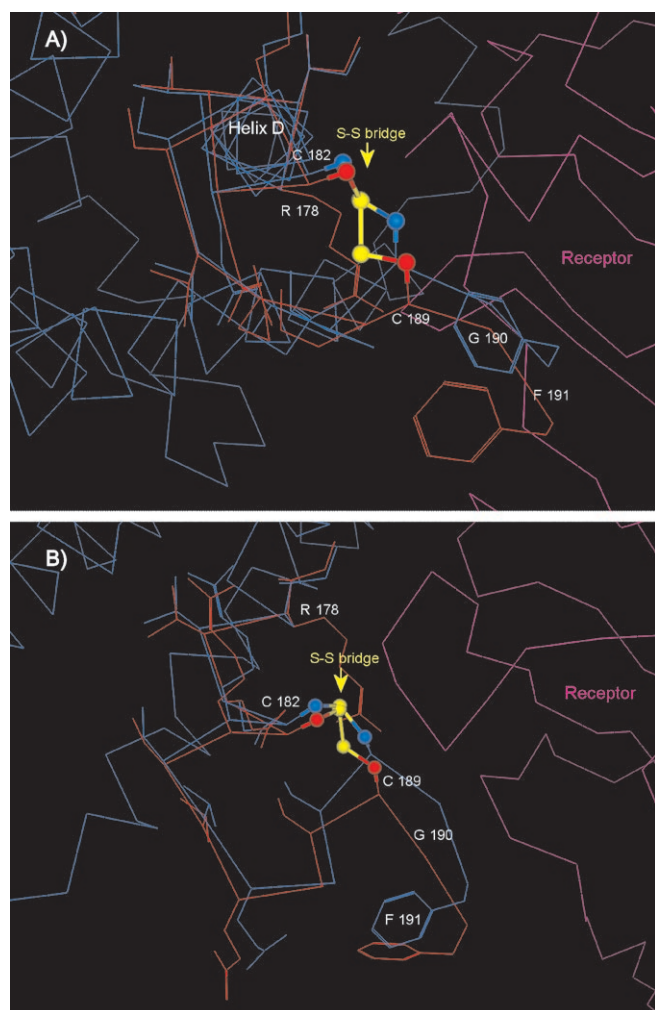 A)
Helix D
S-S bridge
C 182
R 178
Receptor
C 189
G 190
F 191
B)
R 178
S-S bridge
C 182
Receptor
C 189
G 190
F 191